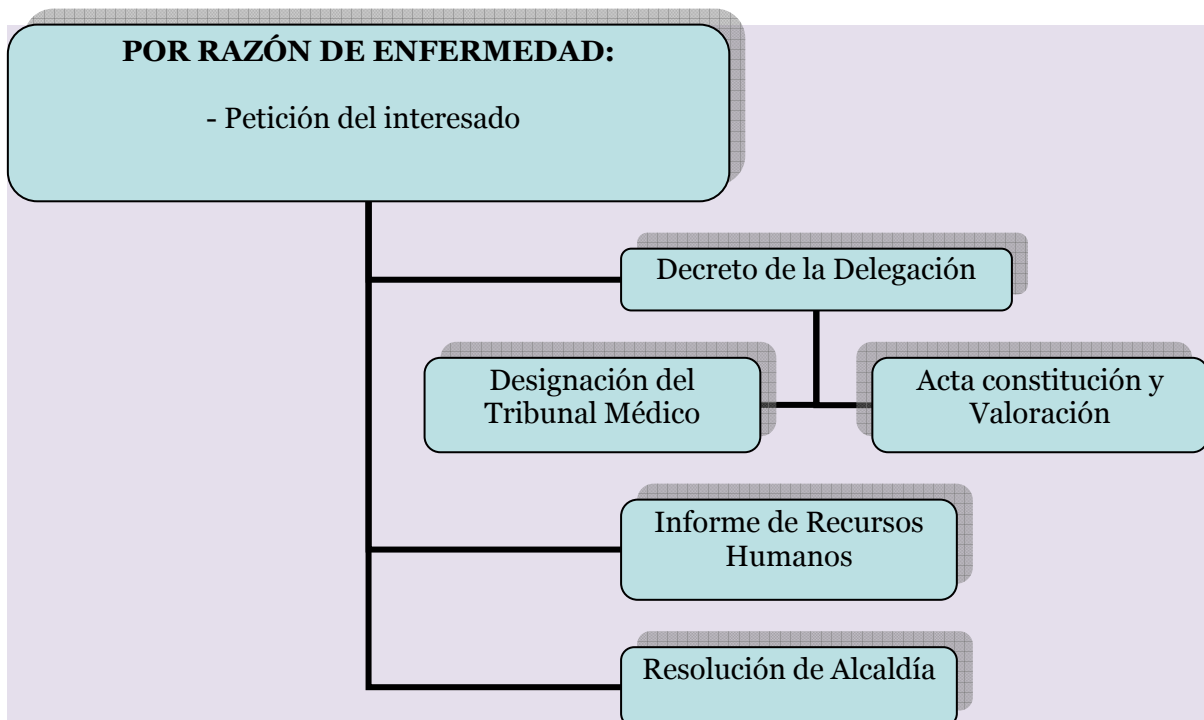 POR RAZÓN DE ENFERMEDAD:
- Petición del interesado
Decreto de la Delegación
Designación del
Tribunal Médico
Acta constitución y
Valoración
Informe de Recursos
Humanos
Resolución de Alcaldía